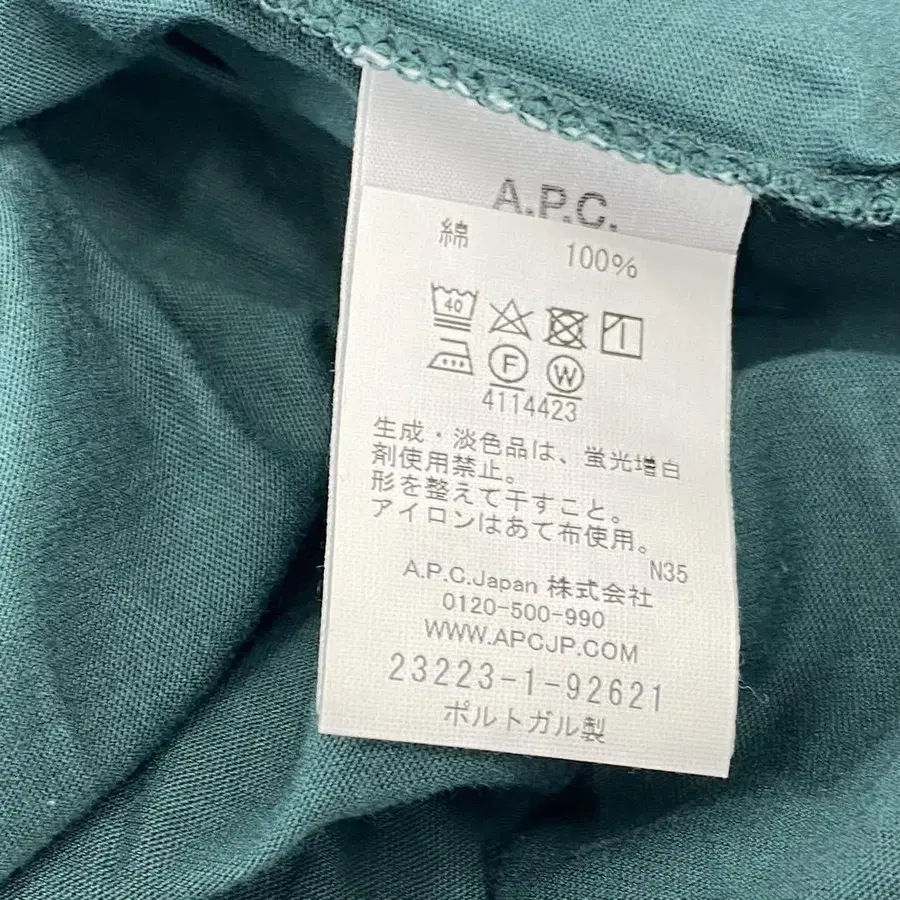 A.P.C.
綿 100%
40
F W
4114423
生成・淡色品は、蛍光増白
剤使用禁止。
形を整えて干すこと。
アイロンはあて布使用。
N35
A.P.C.Japan 株式会社
0120-500-990
WWW.APCJP.COM
23223-1-92621
ポルトガル製